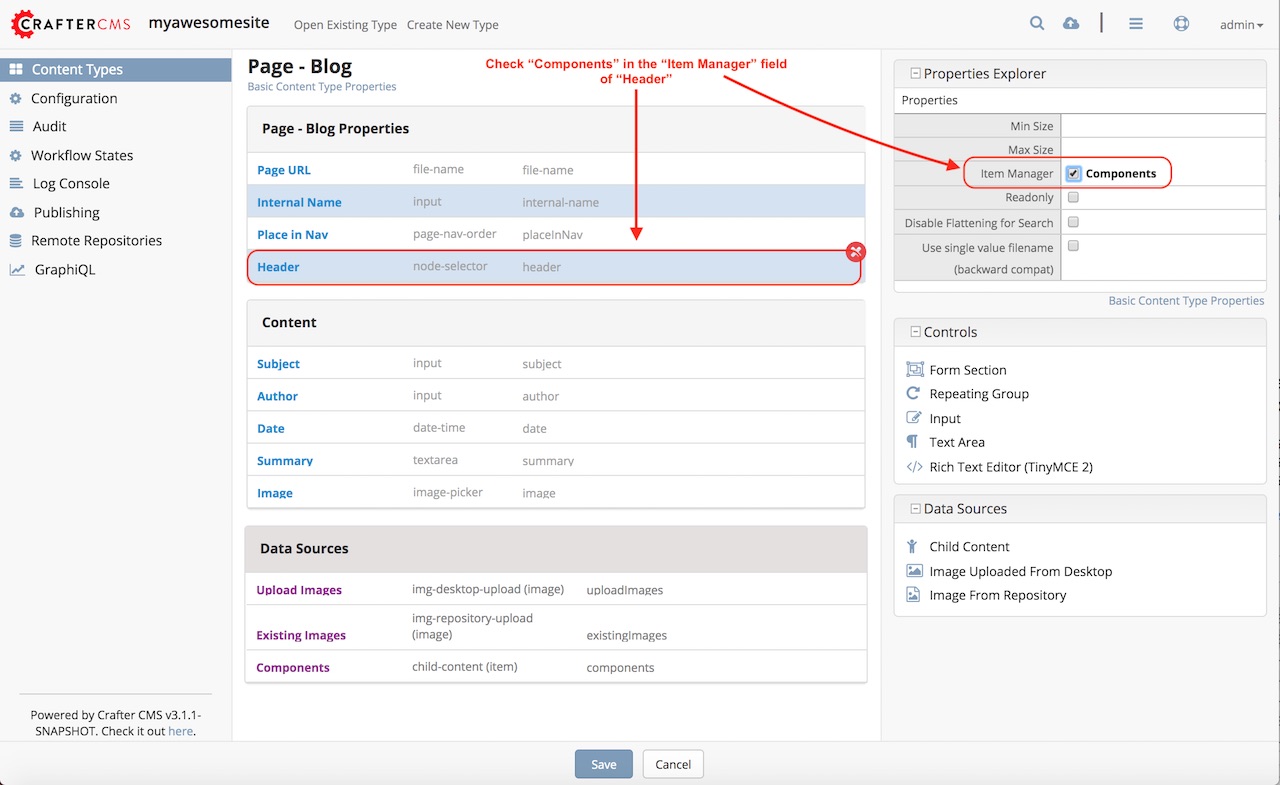 CRAFTERCMS myawesomesite Open Existing Type Create New Type admin
Content Types
Configuration
Audit
Workflow States
Log Console
Publishing
Remote Repositories
GraphiQL
Powered by Crafter CMS v3.1.1-
SNAPSHOT. Check it out here.
Page - Blog
Basic Content Type Properties
Check “Components” in the “Item Manager” field
of “Header”
Page - Blog Properties
Page URL file-name file-name
Internal Name input internal-name
Place in Nav page-nav-order placeInNav
Header node-selector header
Content
Subject input subject
Author input author
Date date-time date
Summary textarea summary
Image image-picker image
Data Sources
Upload Images img-desktop-upload (image) uploadImages
img-repository-upload
Existing Images (image) existingImages
Components child-content (item) components
Properties Explorer
Properties
Min Size
Max Size
Item Manager Components
Readonly
Disable Flattening for Search
Use single value filename
(backward compat)
Basic Content Type Properties
Controls
Form Section
Repeating Group
Input
Text Area
Rich Text Editor (TinyMCE 2)
Data Sources
Child Content
Image Uploaded From Desktop
Image From Repository
Save Cancel